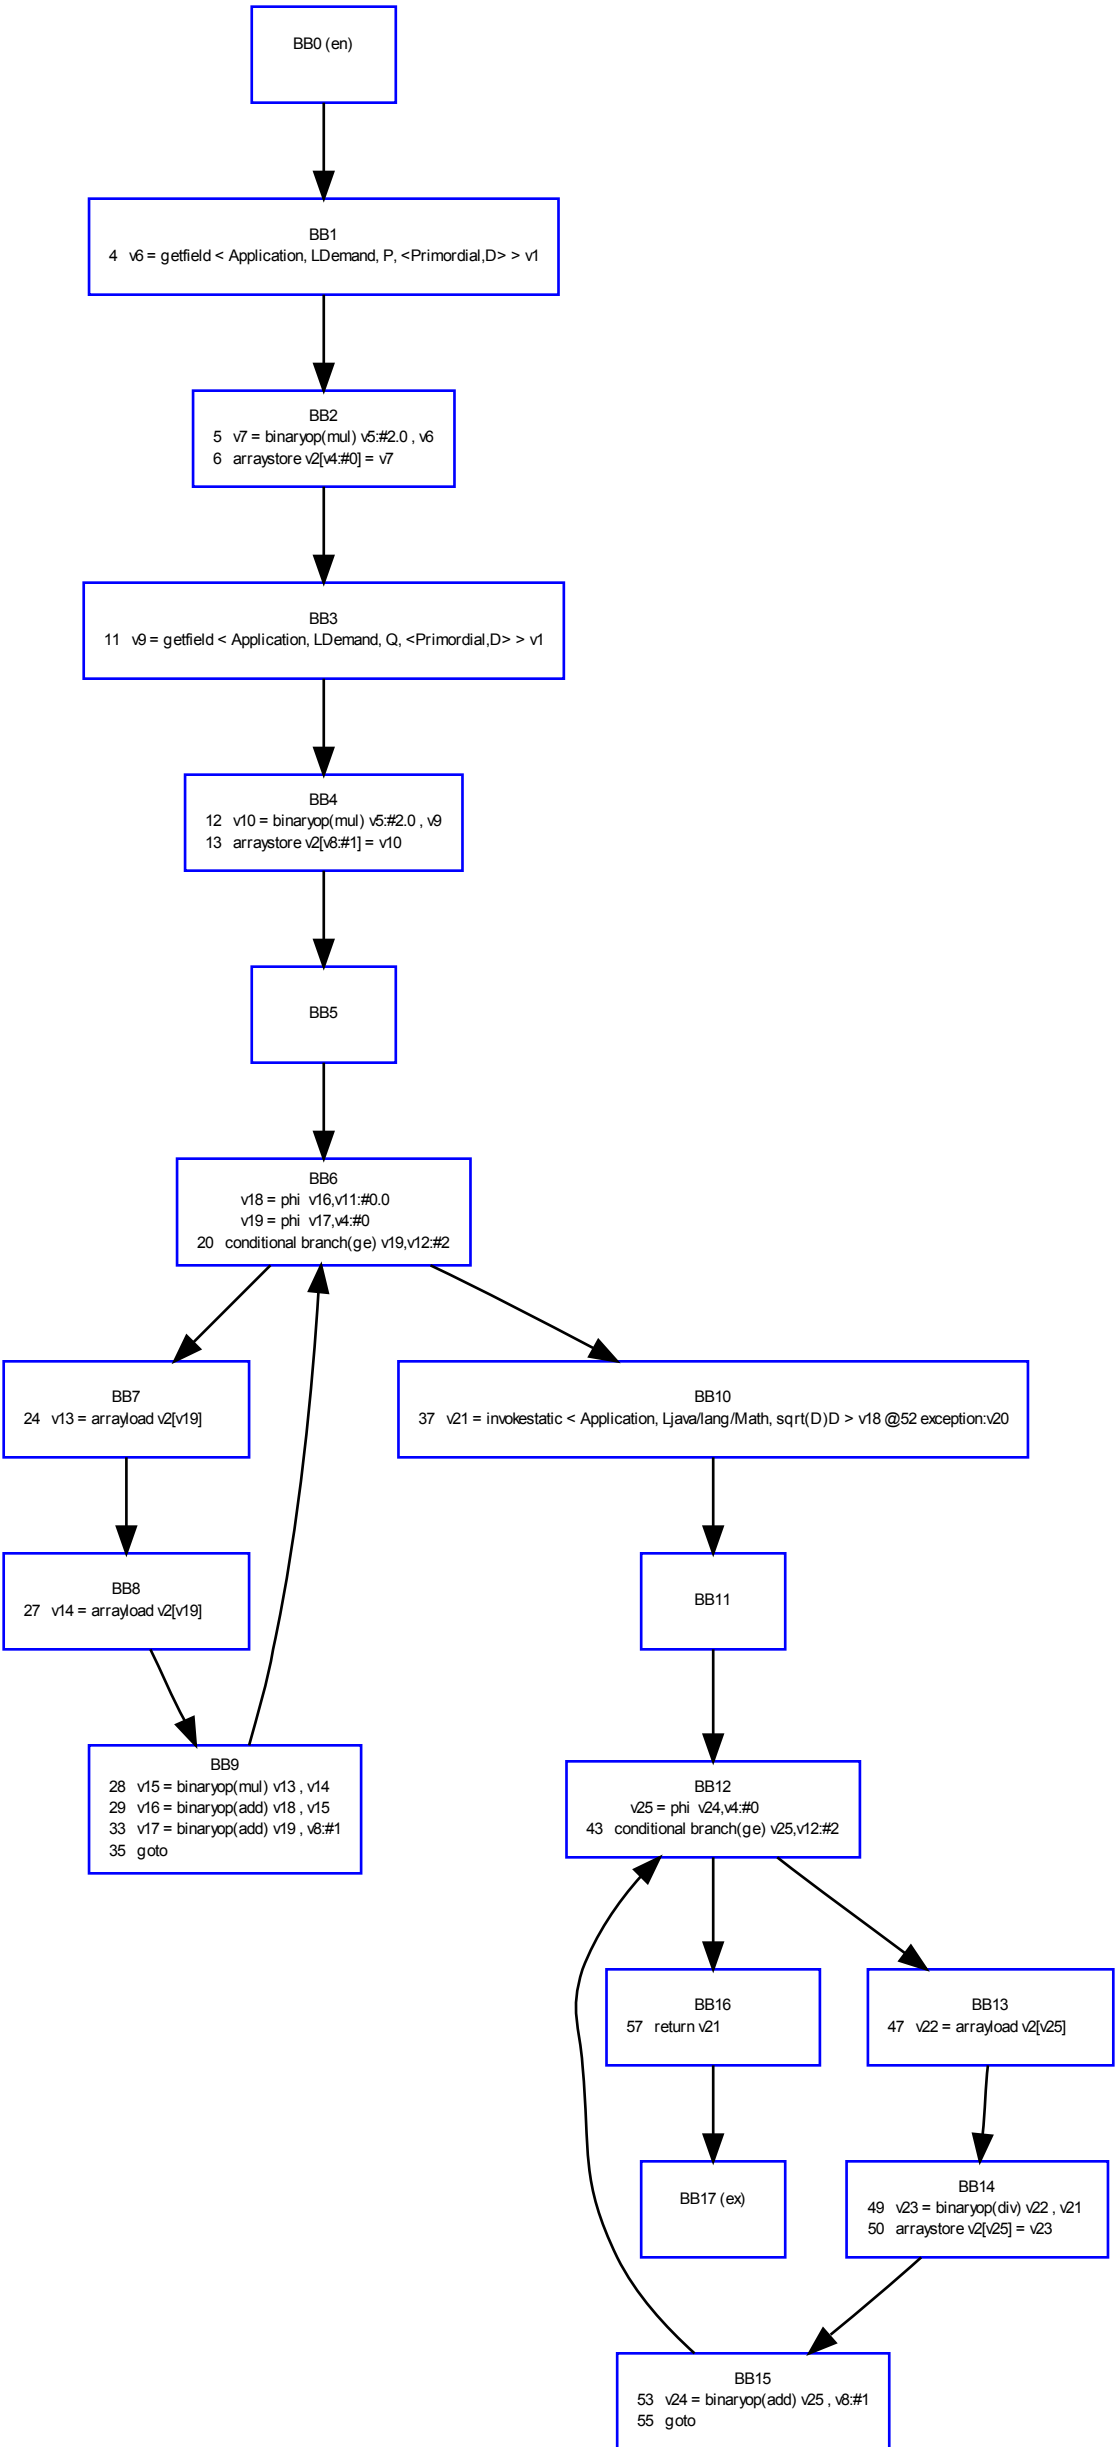 BB0 (en)
BB1
4 v6 = getfield < Application, LDemand, P, <Primordial,D> > v1
BB2
5 v7 = binaryop(mul) v5:#2.0 , v6
6 arraystore v2[v4:#0] = v7
BB3
11 v9 = getfield < Application, LDemand, Q, <Primordial,D> > v1
BB4
12 v10 = binaryop(mul) v5:#2.0 , v9
13 arraystore v2[v8:#1] = v10
BB5
BB6
v18 = phi v16,v11:#0.0
v19 = phi v17,v4:#0
20 conditional branch(ge) v19,v12:#2
BB7
24 v13 = arrayload v2[v19]
BB10
37 v21 = invokestatic < Application, Ljava/lang/Math, sqrt(D)D > v18 @52 exception:v20
BB8
27 v14 = arrayload v2[v19]
BB11
BB9
28 v15 = binaryop(mul) v13 , v14
29 v16 = binaryop(add) v18 , v15
33 v17 = binaryop(add) v19 , v8:#1
35 goto
BB12
v25 = phi v24,v4:#0
43 conditional branch(ge) v25,v12:#2
BB16
57 return v21
BB13
47 v22 = arrayload v2[v25]
BB17 (ex)
BB14
49 v23 = binaryop(div) v22 , v21
50 arraystore v2[v25] = v23
BB15
53 v24 = binaryop(add) v25 , v8:#1
55 goto